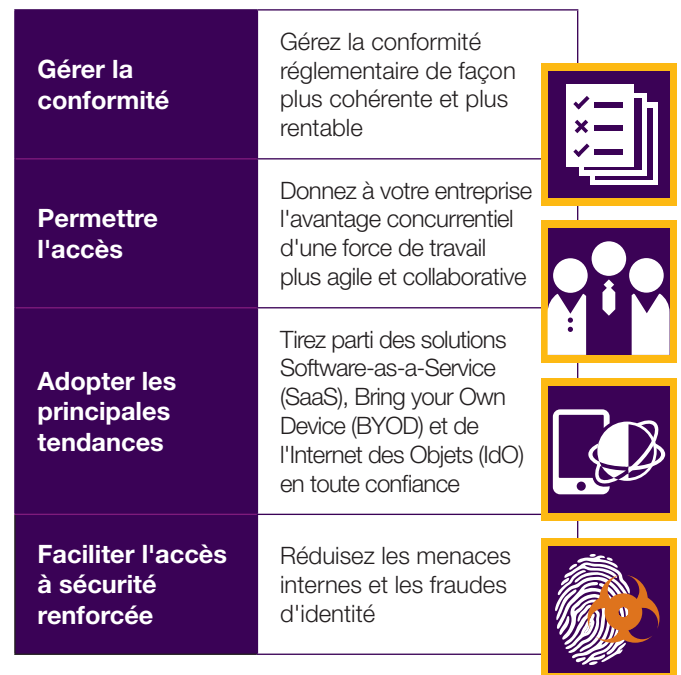 Gérer la
conformité
Gérez la conformité
réglementaire de façon
plus cohérente et plus
rentable
Permettre
l'accès
Donnez à votre entreprise
l'avantage concurrentiel
d'une force de travail
plus agile et collaborative
Adopter les
principales
tendances
Tirez parti des solutions
Software-as-a-Service
(SaaS), Bring your Own
Device (BYOD) et de
l'Internet des Objets (IdO)
en toute confiance
Faciliter l'accès
à sécurité
renforcée
Réduisez les menaces
internes et les fraudes
d'identité